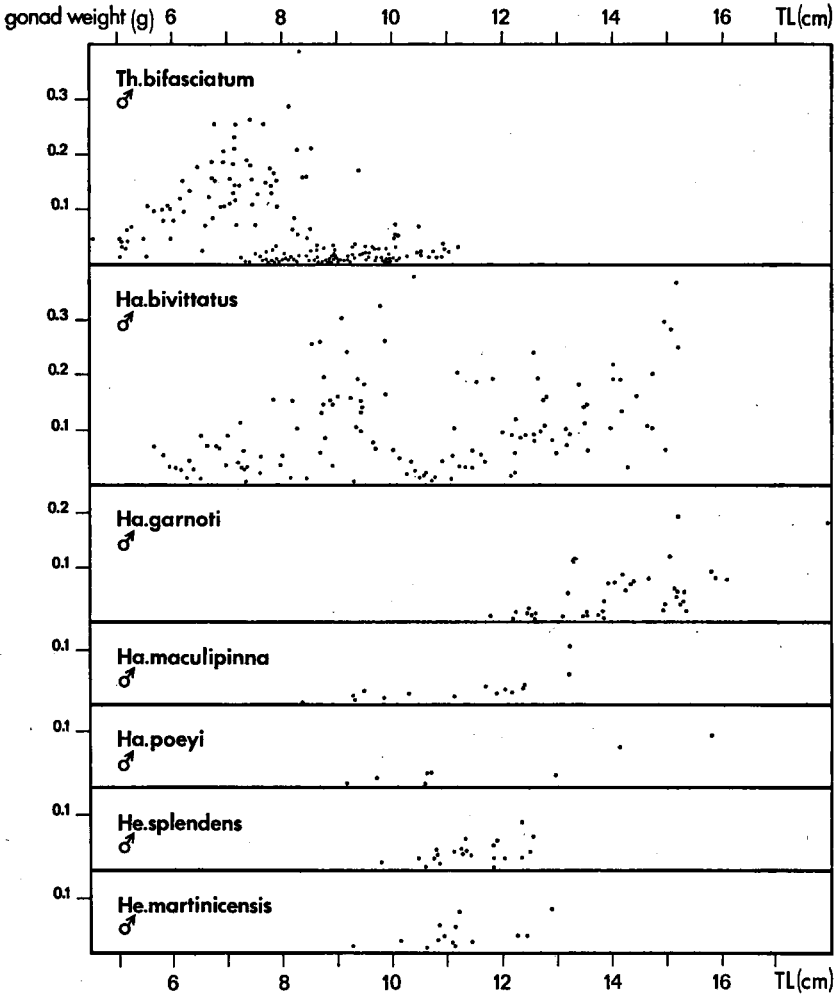 gonad weight (g) 6 8 10 12 14 16 TL(cm)
Th.bifasciatum
♂
0.3
0.2
0.1
Ha.bivittatus
♂
0.3
0.2
0.1
Ha.garnoti
♂
0.2
0.1
Ha.maculipinna
♂
0.1
Ha.poeyi
♂
0.1
He.splendens
♂
0.1
He.martinicensis
♂
0.1
6 8 10 12 14 16 TL(cm)